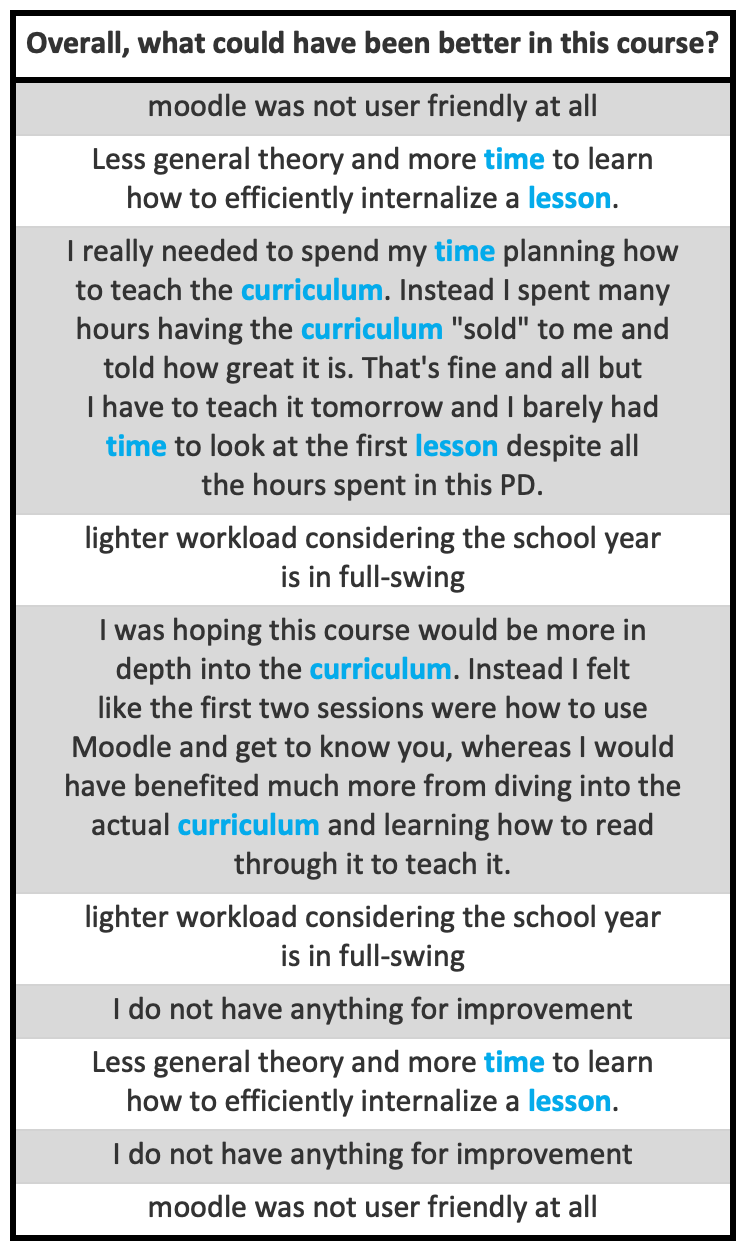 Overall, what could have been better in this course?
moodle was not user friendly at all
Less general theory and more time to learn
how to efficiently internalize a lesson.
I really needed to spend my time planning how
to teach the curriculum. Instead I spent many
hours having the curriculum "sold" to me and
told how great it is. That's fine and all but
I have to teach it tomorrow and I barely had
time to look at the first lesson despite all
the hours spent in this PD.
lighter workload considering the school year
is in full-swing
I was hoping this course would be more in
depth into the curriculum. Instead I felt
like the first two sessions were how to use
Moodle and get to know you, whereas I would
have benefited much more from diving into the
actual curriculum and learning how to read
through it to teach it.
lighter workload considering the school year
is in full-swing
I do not have anything for improvement
Less general theory and more time to learn
how to efficiently internalize a lesson.
I do not have anything for improvement
moodle was not user friendly at all